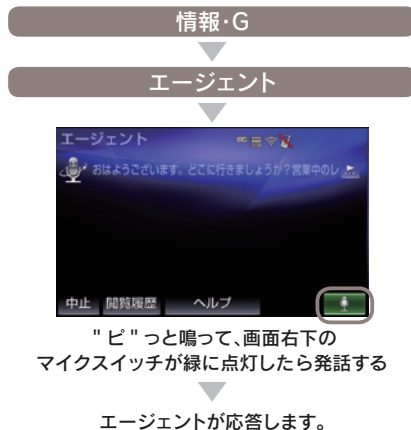 情報・G
エージェント
エージェント
おはようございます。どこに行きましょうか?営業中のレ
中止 閲覧履歴 ヘルプ
"ピ"っと鳴って、画面右下の
マイクスイッチが緑に点灯したら発話する
エージェントが応答します。